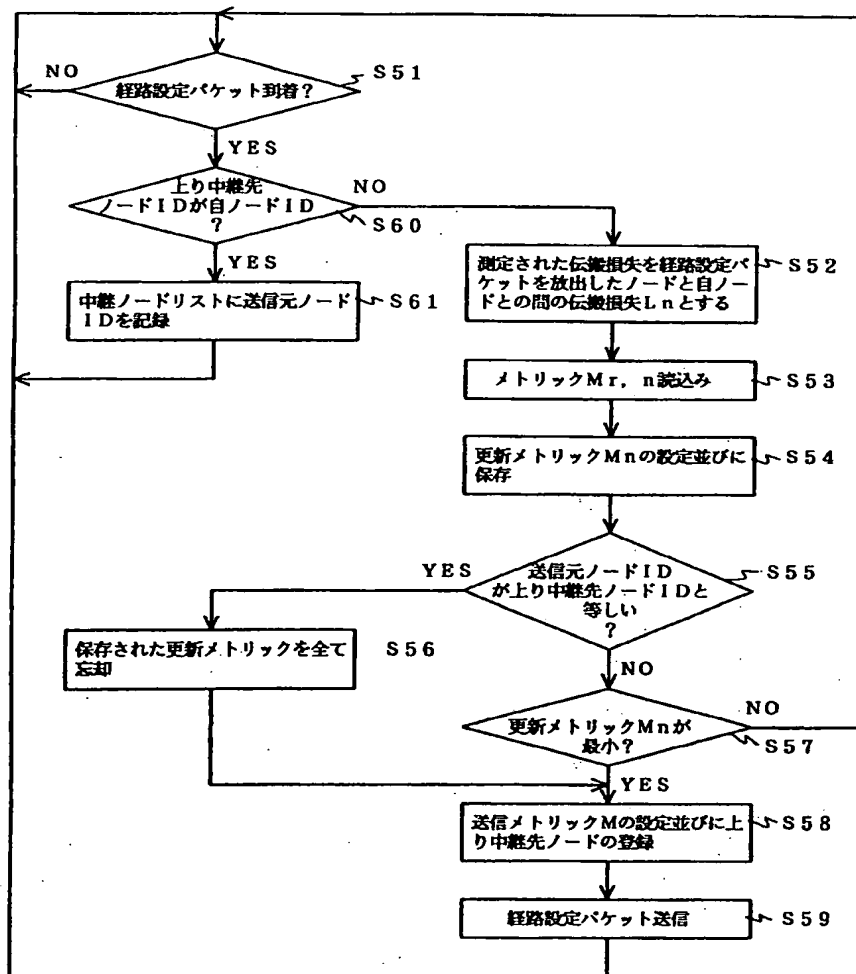 NO
経路設定パケット到着？
S51
YES
上り中継先
ノードIDが自ノードID
？
NO
S60
YES
中継ノードリストに送信元ノード
IDを記録
S61
測定された伝搬損失を経路設定パ
ケットを放出したノードと自ノー
ドとの間の伝搬損失Lnとする
S52
メトリックMr，n読込み
S53
更新メトリックMnの設定並びに
保存
S54
YES
送信元ノードID
が上り中継先ノードIDと
等しい
？
S55
保存された更新メトリックを全て
忘却
S56
NO
更新メトリックMnが
最小？
NO
S57
YES
送信メトリックMの設定並びに上
り中継先ノードの登録
S58
経路設定パケット送信
S59